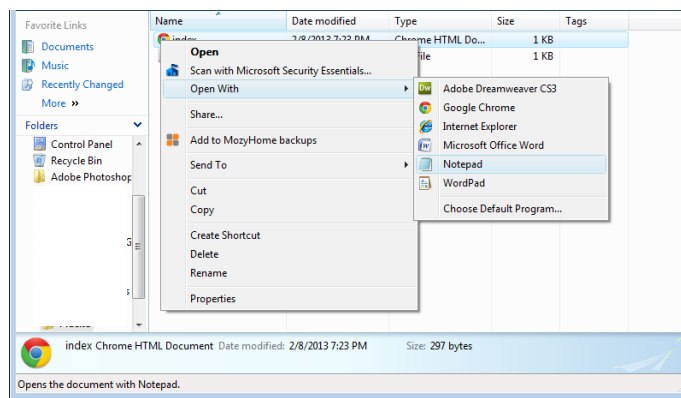 Favorite Links
Documents
Music
Recently Changed
More »
Folders
Control Panel
Recycle Bin
Adobe Photoshop
Name Date modified Type Size Tags
index 2/8/2013 7:23 PM Chrome HTML Do... 1 KB
1 KB
Open
Scan with Microsoft Security Essentials...
Open With
Share...
Add to MozyHome backups
Send To
Cut
Copy
Create Shortcut
Delete
Rename
Properties
Adobe Dreamweaver CS3
Google Chrome
Internet Explorer
Microsoft Office Word
Notepad
WordPad
Choose Default Program...
index Chrome HTML Document Date modified: 2/8/2013 7:23 PM Size: 297 bytes
Opens the document with Notepad.